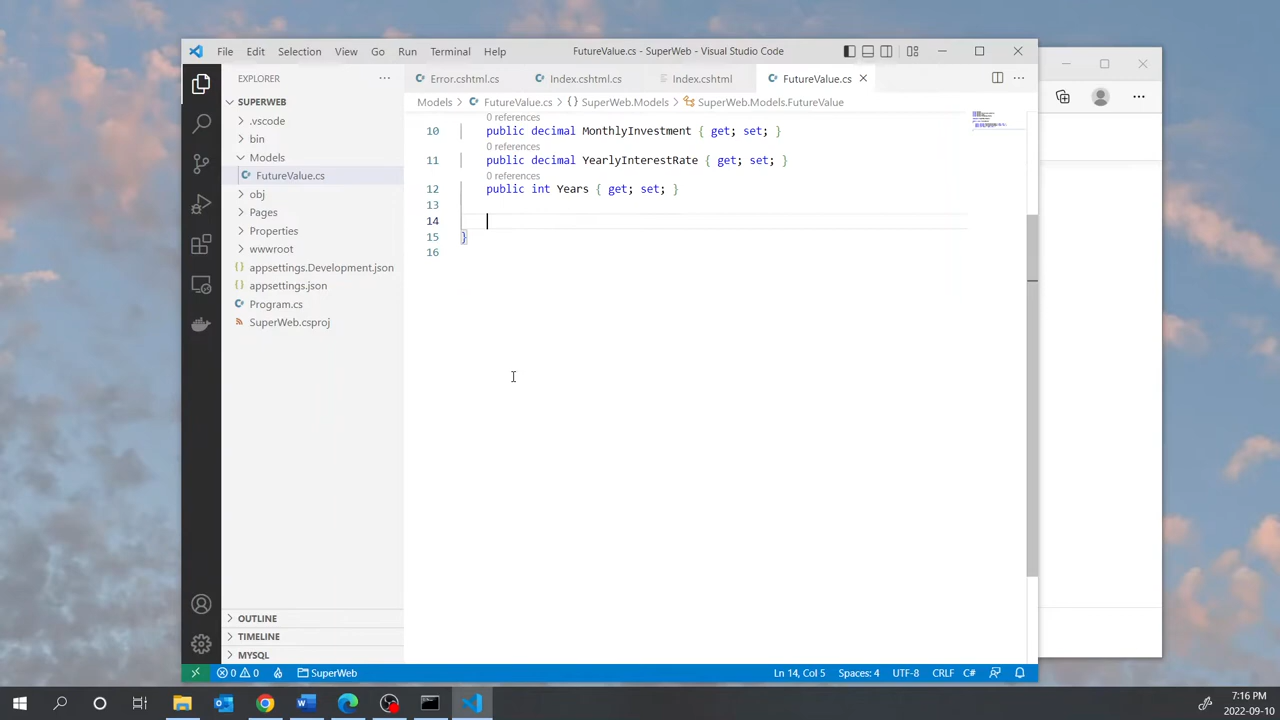 File Edit Selection View Go Run Terminal Help FutureValue.cs - SuperWeb - Visual Studio Code
EXPLORER
Error.cshtml.cs Index.cshtml.cs Index.cshtml FutureValue.cs
SUPERWEB
Models FutureValue.cs SuperWeb.Models SuperWeb.Models.FutureValue
.vscode
bin
Models
FutureValue.cs
obj
Pages
Properties
wwwroot
appsettings.Development.json
appsettings.json
Program.cs
SuperWeb.csproj
OUTLINE
TIMELINE
MYSQL
0 references
10 public decimal MonthlyInvestment { get; set; }
0 references
11 public decimal YearlyInterestRate { get; set; }
0 references
12 public int Years { get; set; }
13
14
15 }
16
0 0 SuperWeb Ln 14, Col 5 Spaces: 4 UTF-8 CRLF C#
7:16 PM
2022-09-10